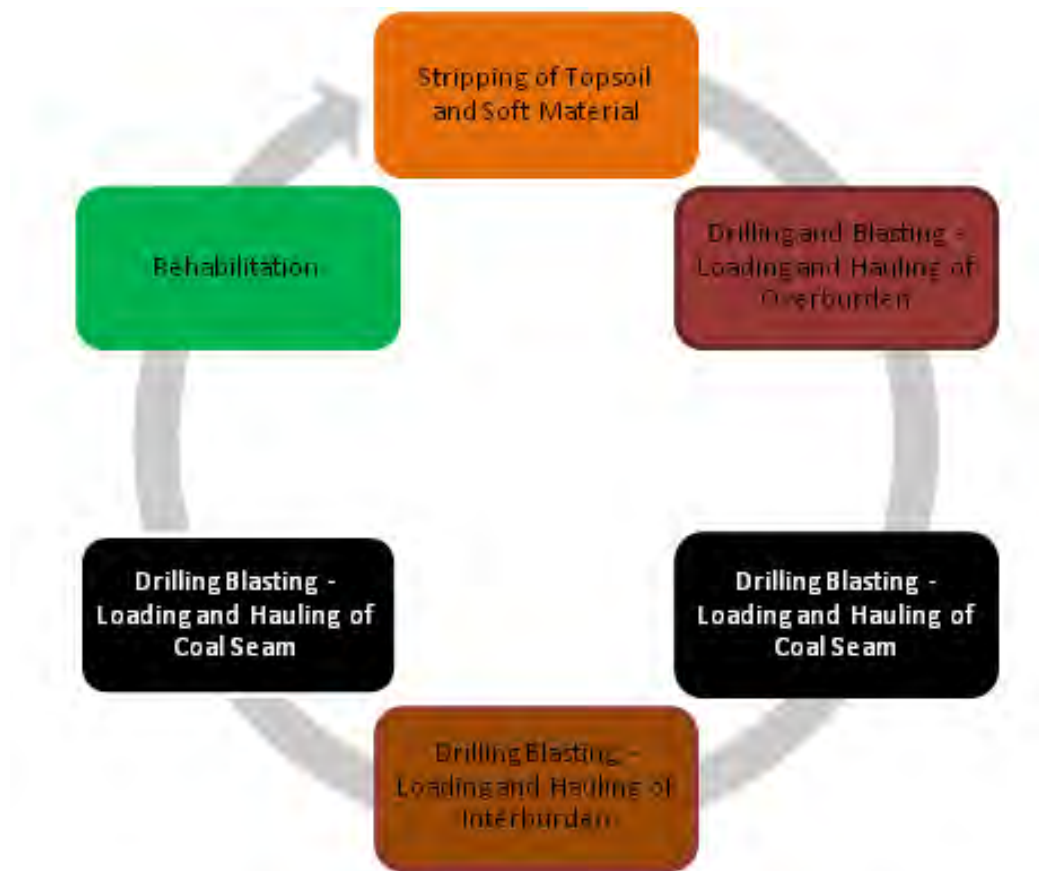 Stripping of Topsoil
and Soft Material
Drilling and Blasting -
Loading and Hauling of
Overburden
Drilling Blasting -
Loading and Hauling of
Coal Seam
Drilling Blasting -
Loading and Hauling of
Interburden
Drilling Blasting -
Loading and Hauling of
Coal Seam
Rehabilitation